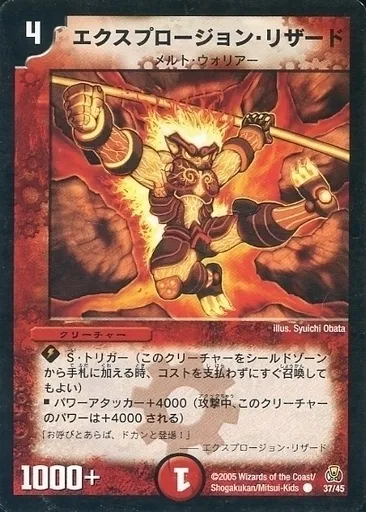 4
エクスプロージョン・リザード
メルト・ウォリアー
illus. Syuichi Obata
クリーチャー
S・トリガー（このクリーチャーをシールドゾーン
から手札に加える時、コストを支払わずにすぐ召喚し
てもよい）
■ パワーアタッカー+4000（攻撃中、このクリーチャー
のパワーは+4000 される）
「お呼びとあらば、ドカンと登場！」
── エクスプロージョン・リザード
1000+
1
©2005 Wizards of the Coast/
Shogakukan/Mitsui-Kids
37/45